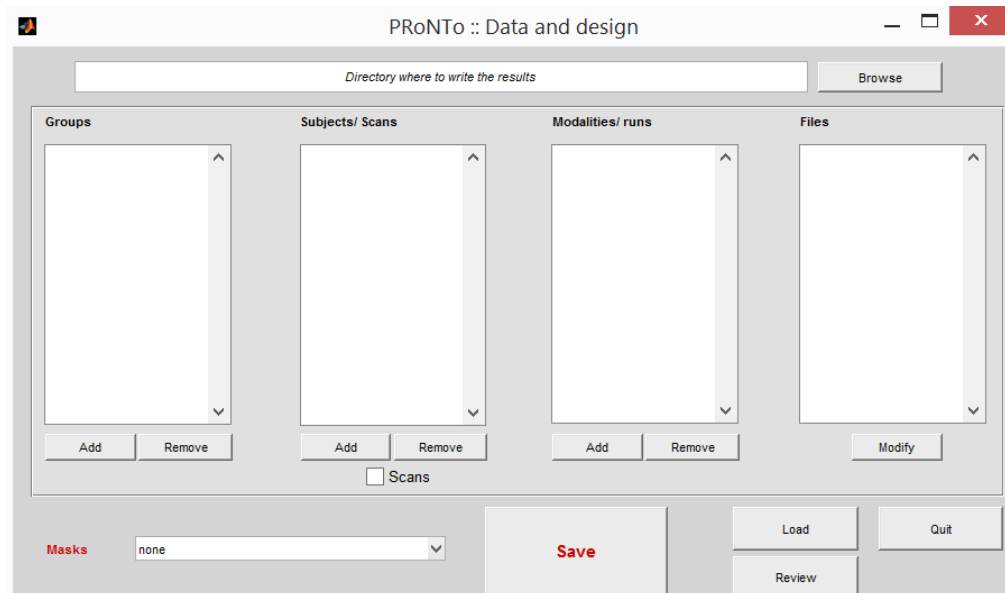 PRoNTo :: Data and design
Directory where to write the results
Browse
Groups
Subjects/ Scans
Modalities/ runs
Files
Add
Remove
Add
Remove
Add
Remove
Modify
Scans
Masks
none
Save
Load
Quit
Review